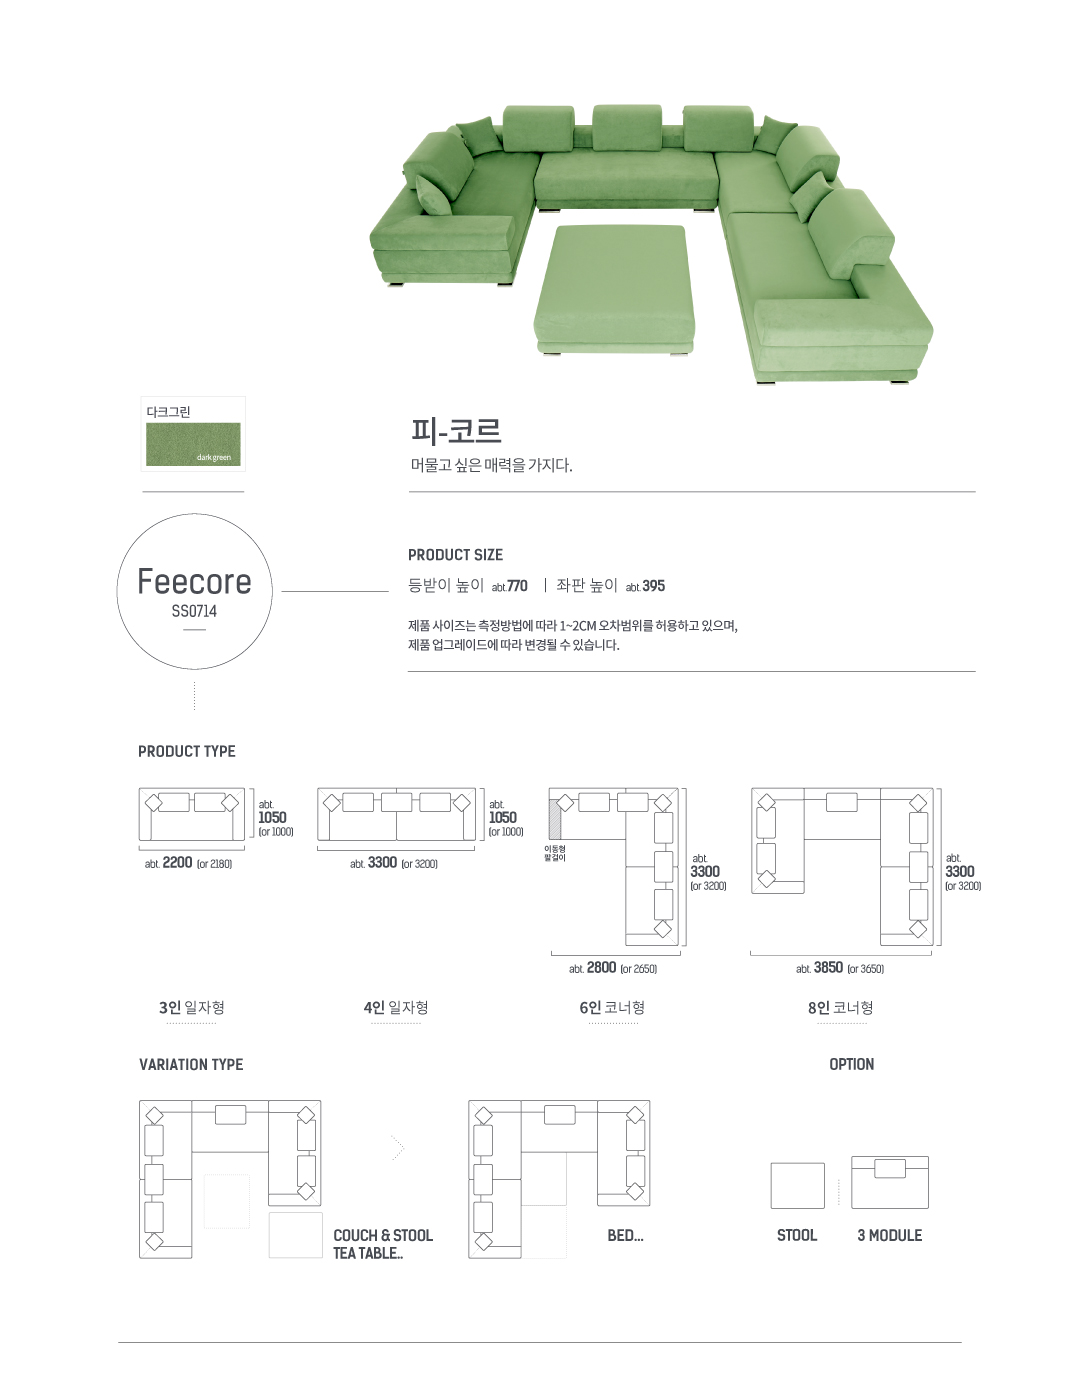 다크그린
dark green
피-코르
머물고 싶은 매력을 가지다.
Feecore
SS0714
PRODUCT SIZE
등받이 높이 abt.770 | 좌판 높이 abt.395
제품 사이즈는 측정방법에 따라 1~2CM 오차범위를 허용하고 있으며,
제품 업그레이드에 따라 변경될 수 있습니다.
PRODUCT TYPE
abt.
1050
(or 1000)
abt. 2200 (or 2180)
abt.
1050
(or 1000)
abt. 3300 (or 3200)
이동형
팔걸이
abt.
3300
(or 3200)
abt. 2800 (or 2650)
abt.
3300
(or 3200)
abt. 3850 (or 3650)
3인 일자형
4인 일자형
6인 코너형
8인 코너형
VARIATION TYPE
OPTION
COUCH & STOOL
TEA TABLE..
BED...
STOOL
3 MODULE